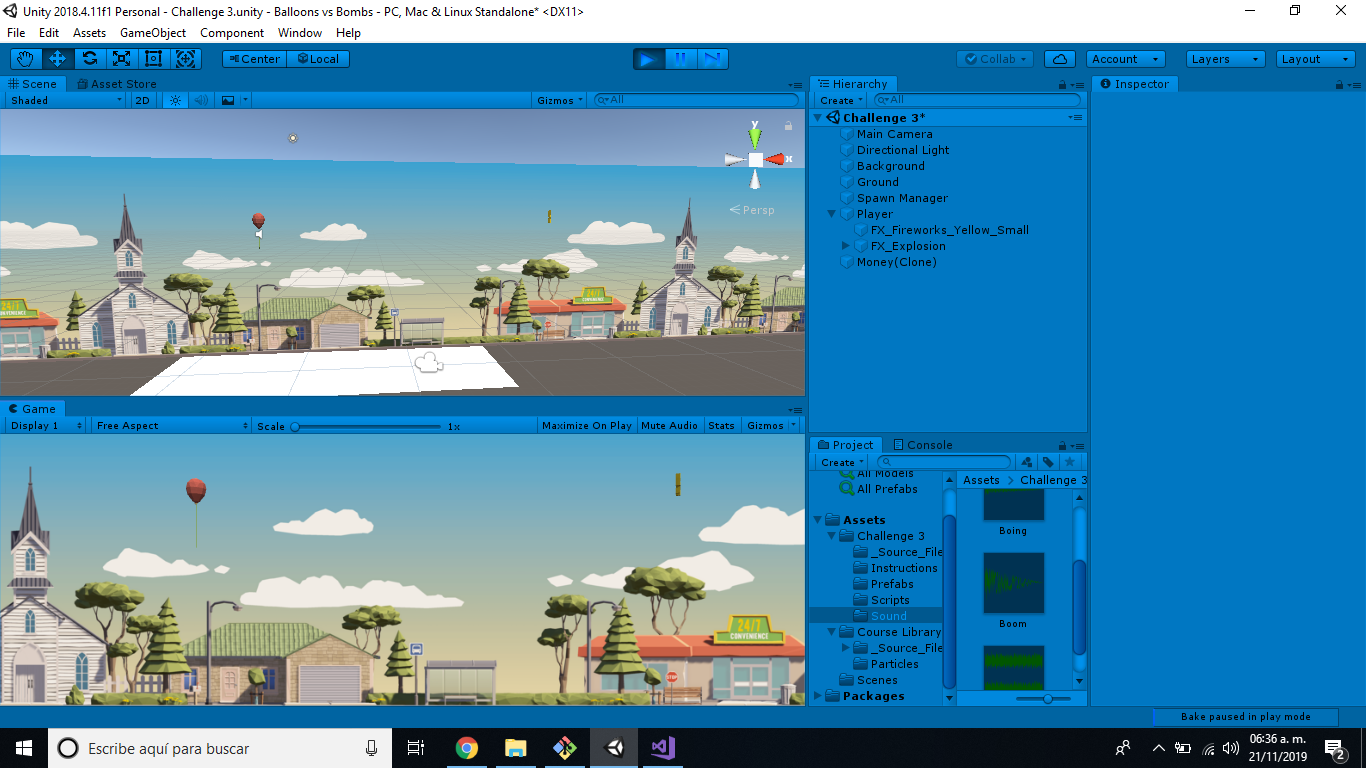 Unity 2018.4.11f1 Personal - Challenge 3.unity - Balloons vs Bombs - PC, Mac & Linux Standalone* <DX11>
File Edit Assets GameObject Component Window Help
Center Local Collab Account Layers Layout
Scene Asset Store
Shaded 2D Gizmos All
y
x
Persp
24/7
24/7
CONVENIENCE
Game
Display 1 Free Aspect Scale 1x Maximize On Play Mute Audio Stats Gizmos
24/7
CONVENIENCE
STOP
Hierarchy
Create All
Challenge 3*
Main Camera
Directional Light
Background
Ground
Spawn Manager
Player
FX_Fireworks_Yellow_Small
FX_Explosion
Money(Clone)
Inspector
Project Console
Create
All Models
All Prefabs
Assets
Challenge 3
_Source_File
Instructions
Prefabs
Scripts
Sound
Course Library
_Source_File
Particles
Scenes
Packages
Assets > Challenge 3
Boing
Boom
Bake paused in play mode
Escribe aquí para buscar
06:36 a. m.
21/11/2019
2